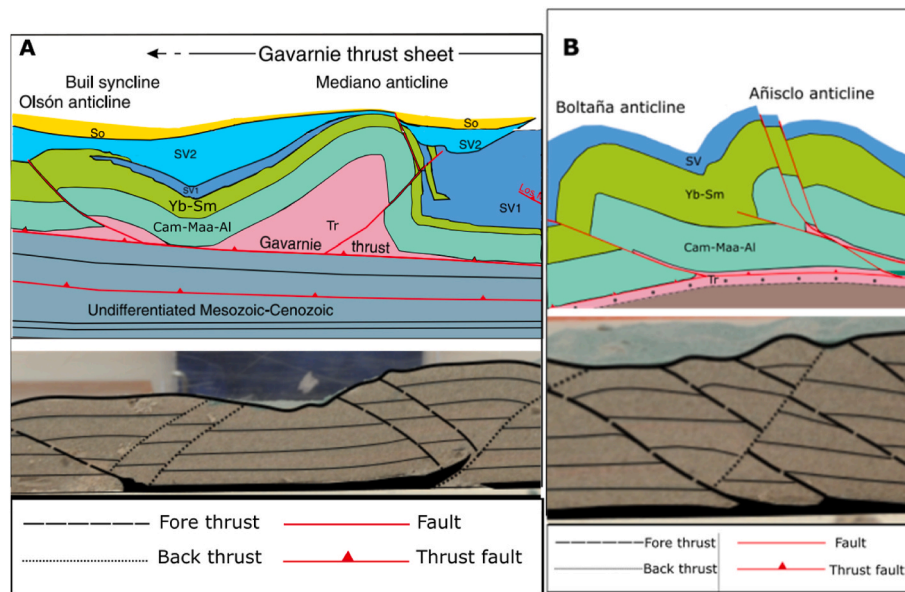 A
Gavarnie thrust sheet
Buil syncline
Mediano anticline
Olsón anticline
So
So
SV2
SV2
SV1
SV1
Yb-Sm
Cam-Maa-Al
Tr
Gavarnie
thrust
Undifferentiated Mesozoic-Cenozoic
Fore thrust
Fault
Back thrust
Thrust fault
B
Añisclo anticline
Boltaña anticline
SV
Yb-Sm
Cam-Maa-Al
Tr
Fore thrust
Fault
Back thrust
Thrust fault